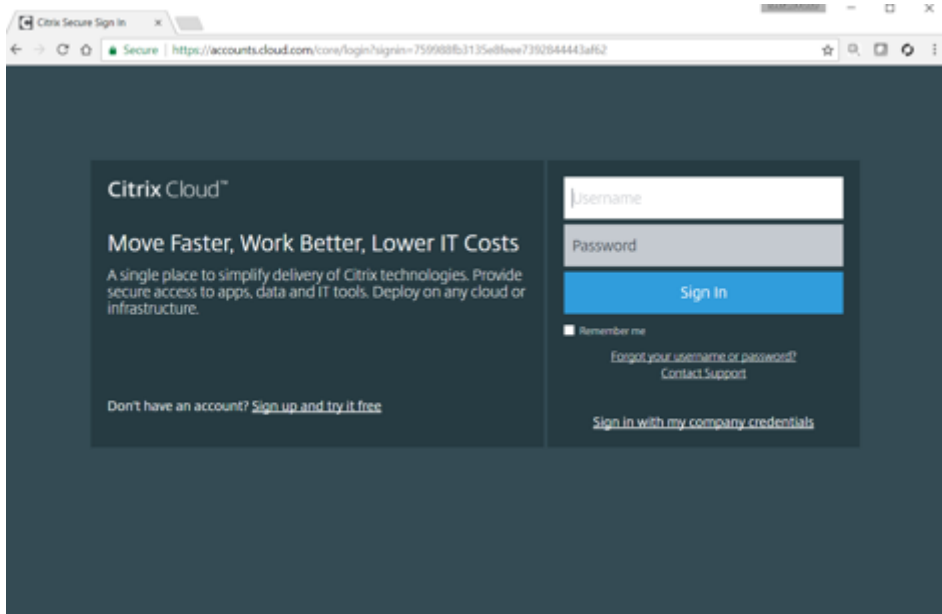 Citrix Secure Sign In
Secure | https://accounts.cloud.com/core/login?signin=759988fb3135e8feee7392844443af62
Citrix Cloud™
Move Faster, Work Better, Lower IT Costs
A single place to simplify delivery of Citrix technologies. Provide
secure access to apps, data and IT tools. Deploy on any cloud or
infrastructure.
Don't have an account? Sign up and try it free
Username
Password
Sign In
Remember me
Forgot your username or password?
Contact Support
Sign in with my company credentials